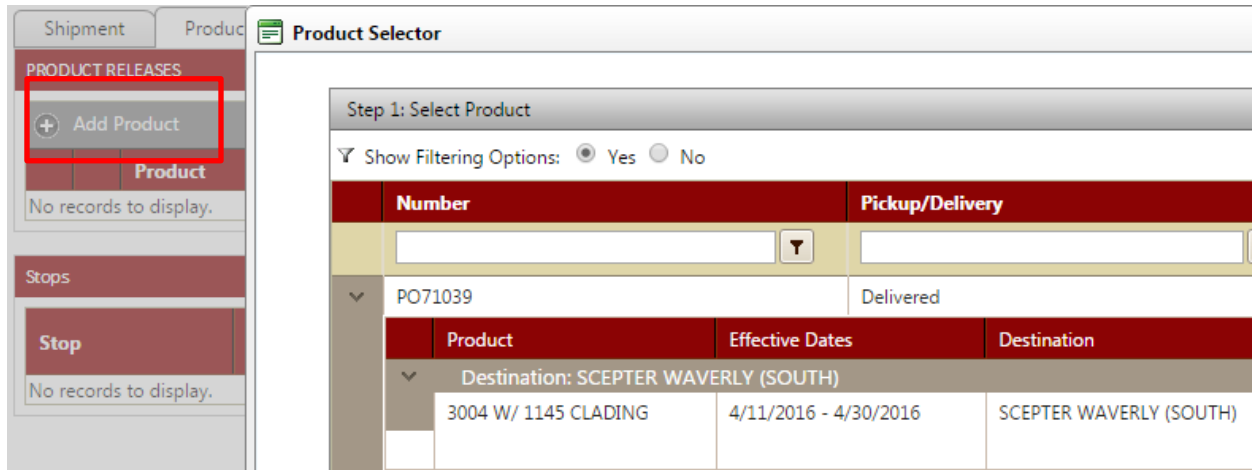 Shipment
Produc
PRODUCT RELEASES
Add Product
Product
No records to display.
Stops
Stop
No records to display.
Product Selector
Step 1: Select Product
Show Filtering Options: Yes No
Number Pickup/Delivery
PO71039 Delivered
Product Effective Dates Destination
Destination: SCEPTER WAVERLY (SOUTH)
3004 W/ 1145 CLADING 4/11/2016 - 4/30/2016 SCEPTER WAVERLY (SOUTH)